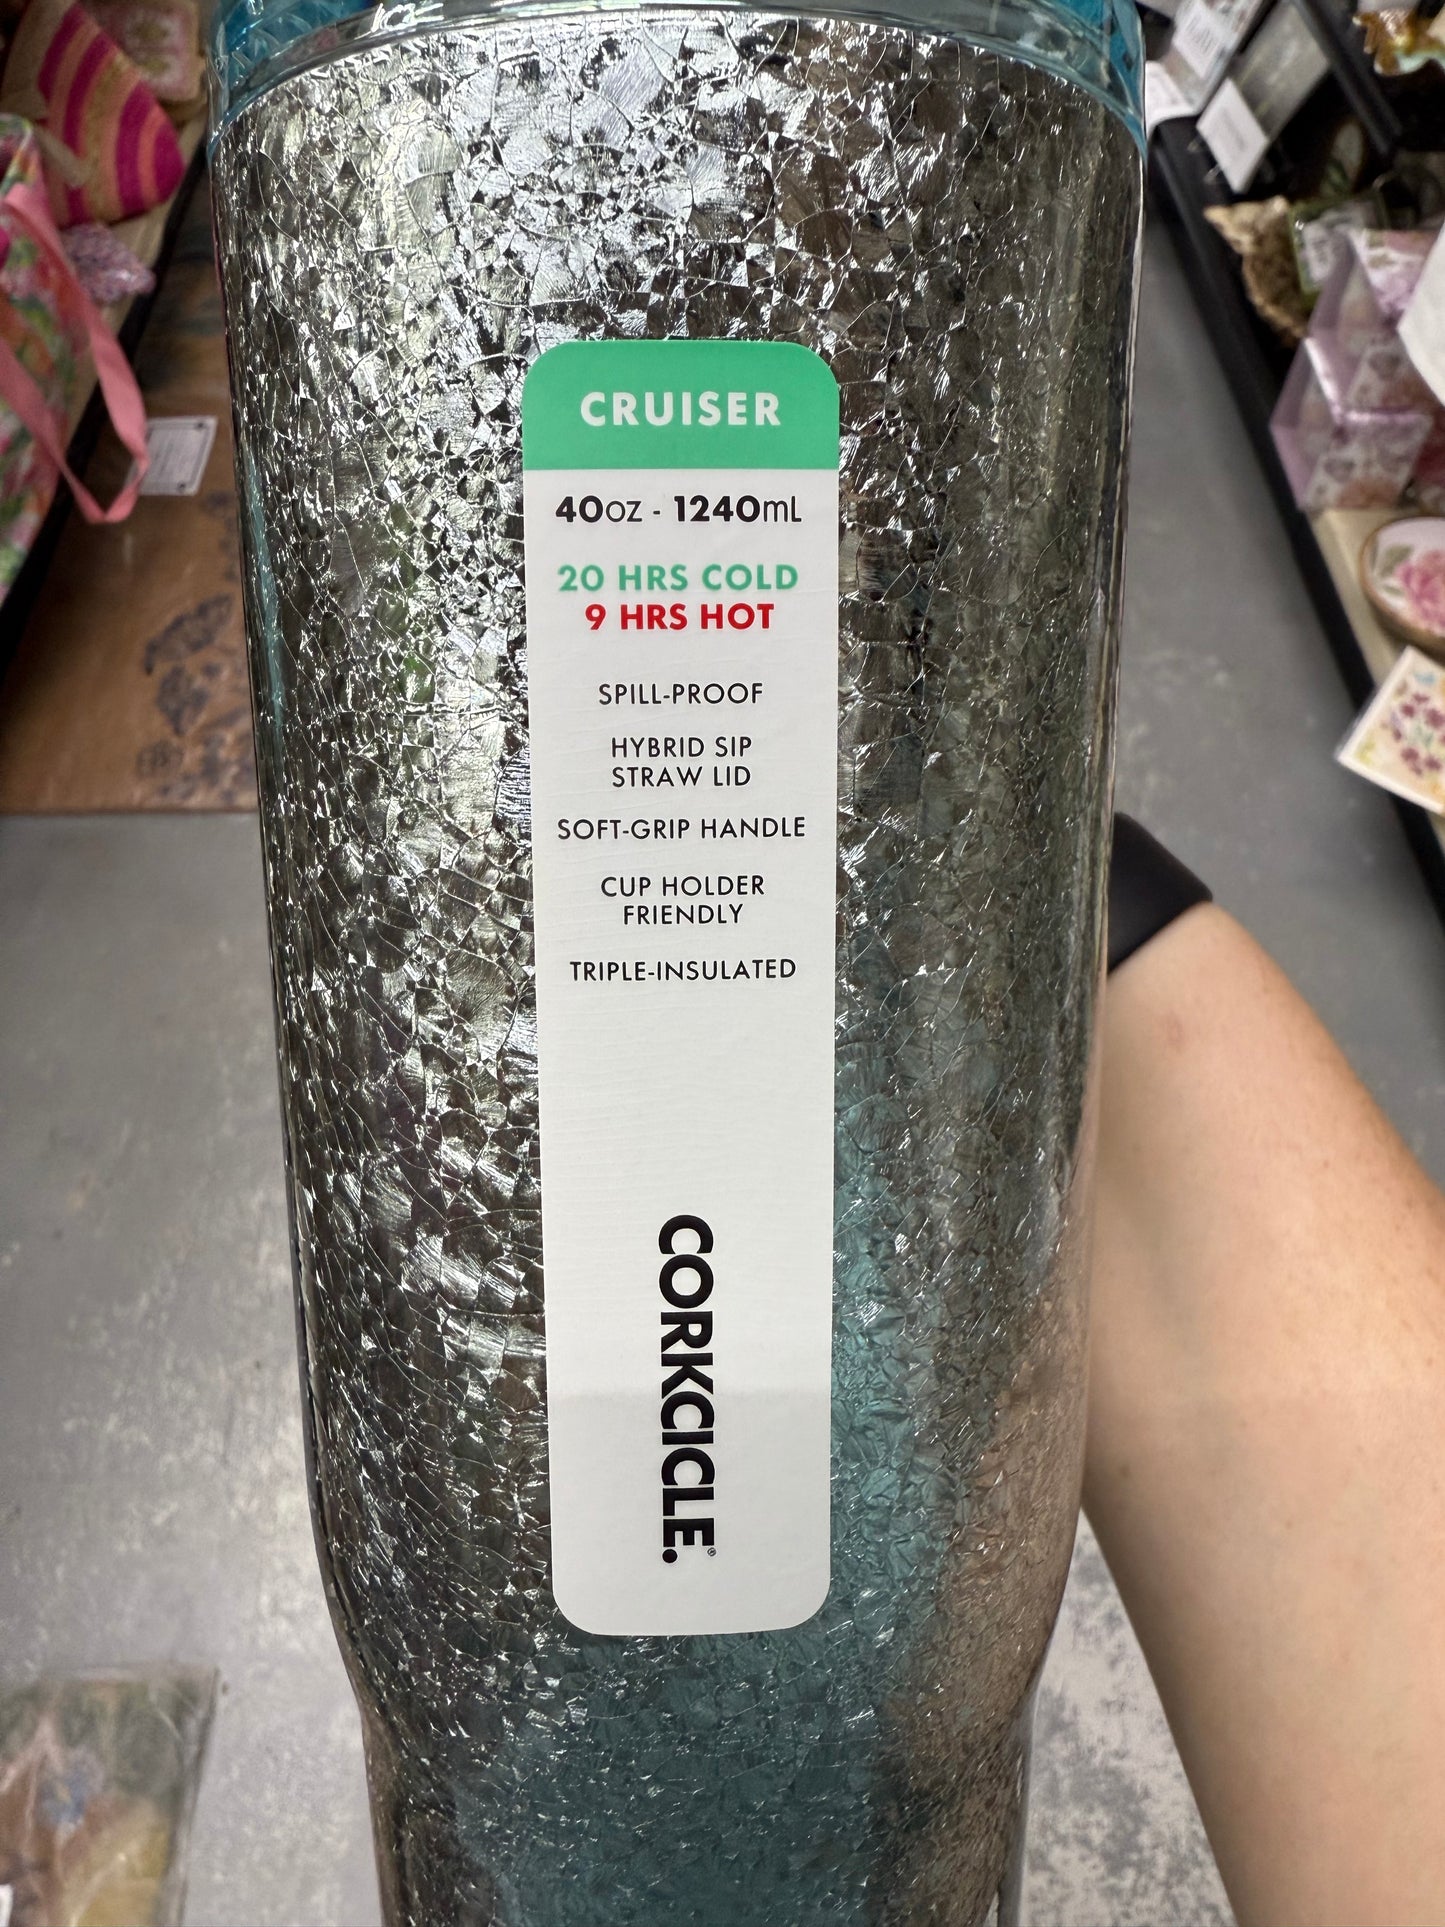 CRUISER
40oz - 1240mL
20 HRS COLD
9 HRS HOT
SPILL-PROOF
HYBRID SIP
STRAW LID
SOFT-GRIP HANDLE
CUP HOLDER
FRIENDLY
TRIPLE-INSULATED
CORKCICLE.®